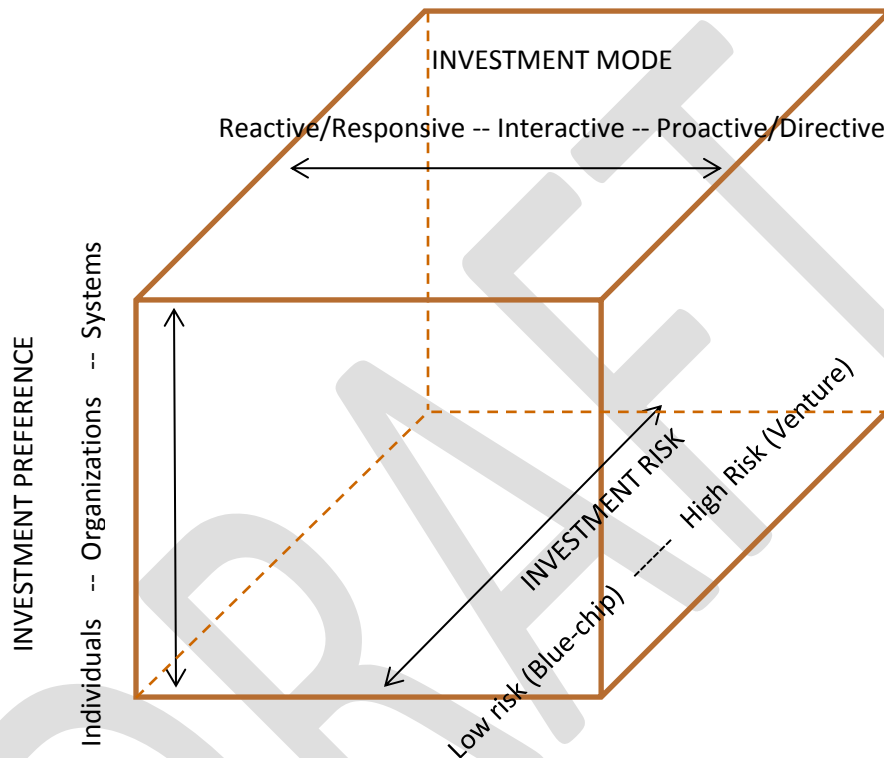 INVESTMENT MODE
Reactive/Responsive -- Interactive -- Proactive/Directive
INVESTMENT PREFERENCE
Individuals -- Organizations -- Systems
INVESTMENT RISK
Low risk (Blue-chip) ----- High Risk (Venture)
DRAFT